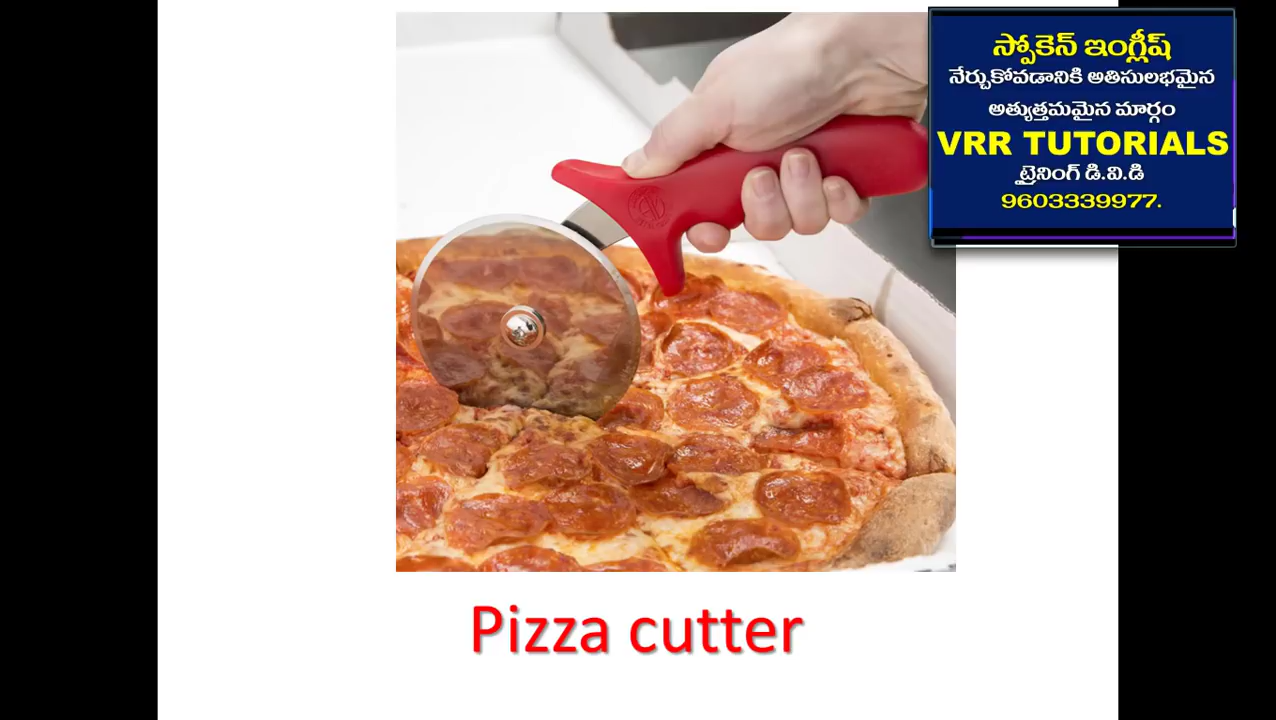 స్పోకెన్ ఇంగ్లీష్
నేర్చుకోవడానికి అతిసులభమైన
అత్యుత్తమమైన మార్గం
VRR TUTORIALS
ట్రైనింగ్ డి.వి.డి
9603339977.
Pizza cutter